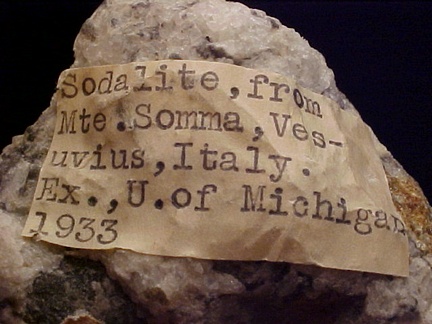 Sodalite, from
Mte. Somma, Ves-
uvius, Italy.
Ex., U. of Michigan
1933